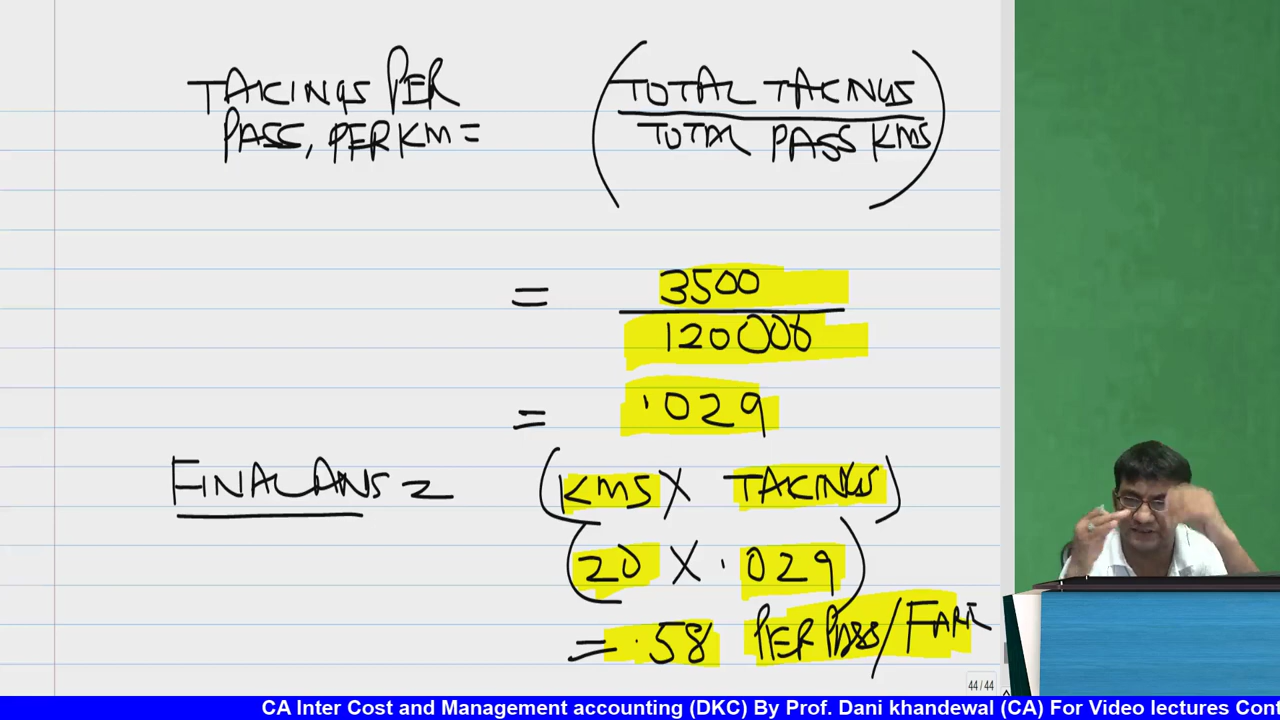 TAKINGS PER
PASS, PER KM = (TOTAL TAKINGS / TOTAL PASS KMS)
= 3500
120000
= .029
FINAL ANS = (KMS X TAKINGS)
(20 X .029)
= .58 PER PASS/FARE
44 / 44
CA Inter Cost and Management accounting (DKC) By Prof. Dani khandewal (CA) For Video lectures Cont